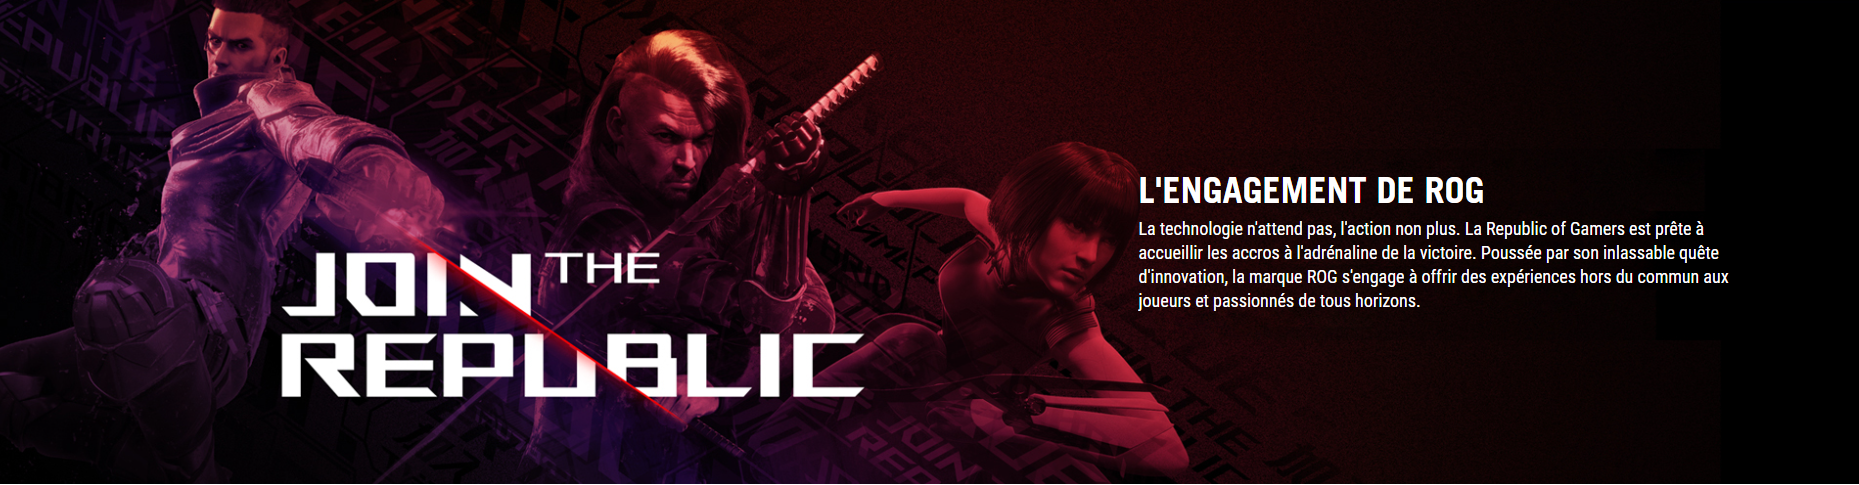 JOIN THE
REPUBLIC
L'ENGAGEMENT DE ROG
La technologie n'attend pas, l'action non plus. La Republic of Gamers est prête à
accueillir les accros à l'adrénaline de la victoire. Poussée par son inlassable quête
d'innovation, la marque ROG s'engage à offrir des expériences hors du commun aux
joueurs et passionnés de tous horizons.